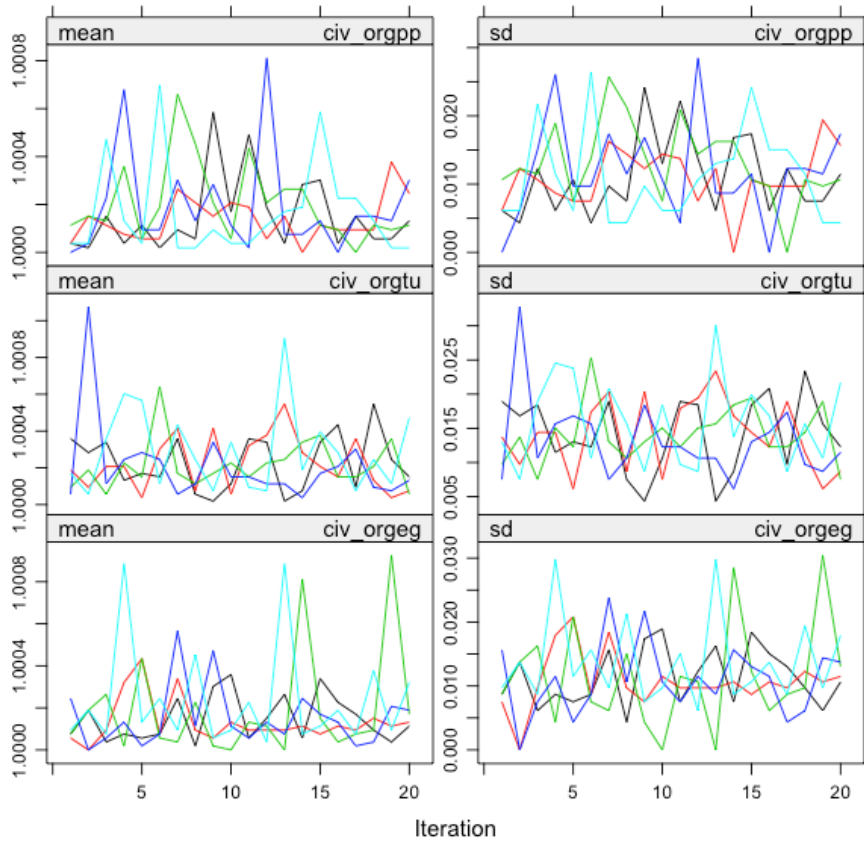 mean civ_orgpp sd civ_orgpp
1.0000 1.0004 1.0008
0.000 0.010 0.020
mean civ_orgtu sd civ_orgtu
1.0000 1.0004 1.0008
0.005 0.015 0.025
mean civ_orgeg sd civ_orgeg
1.0000 1.0004 1.0008
0.000 0.010 0.020 0.030
5 10 15 20 5 10 15 20
Iteration